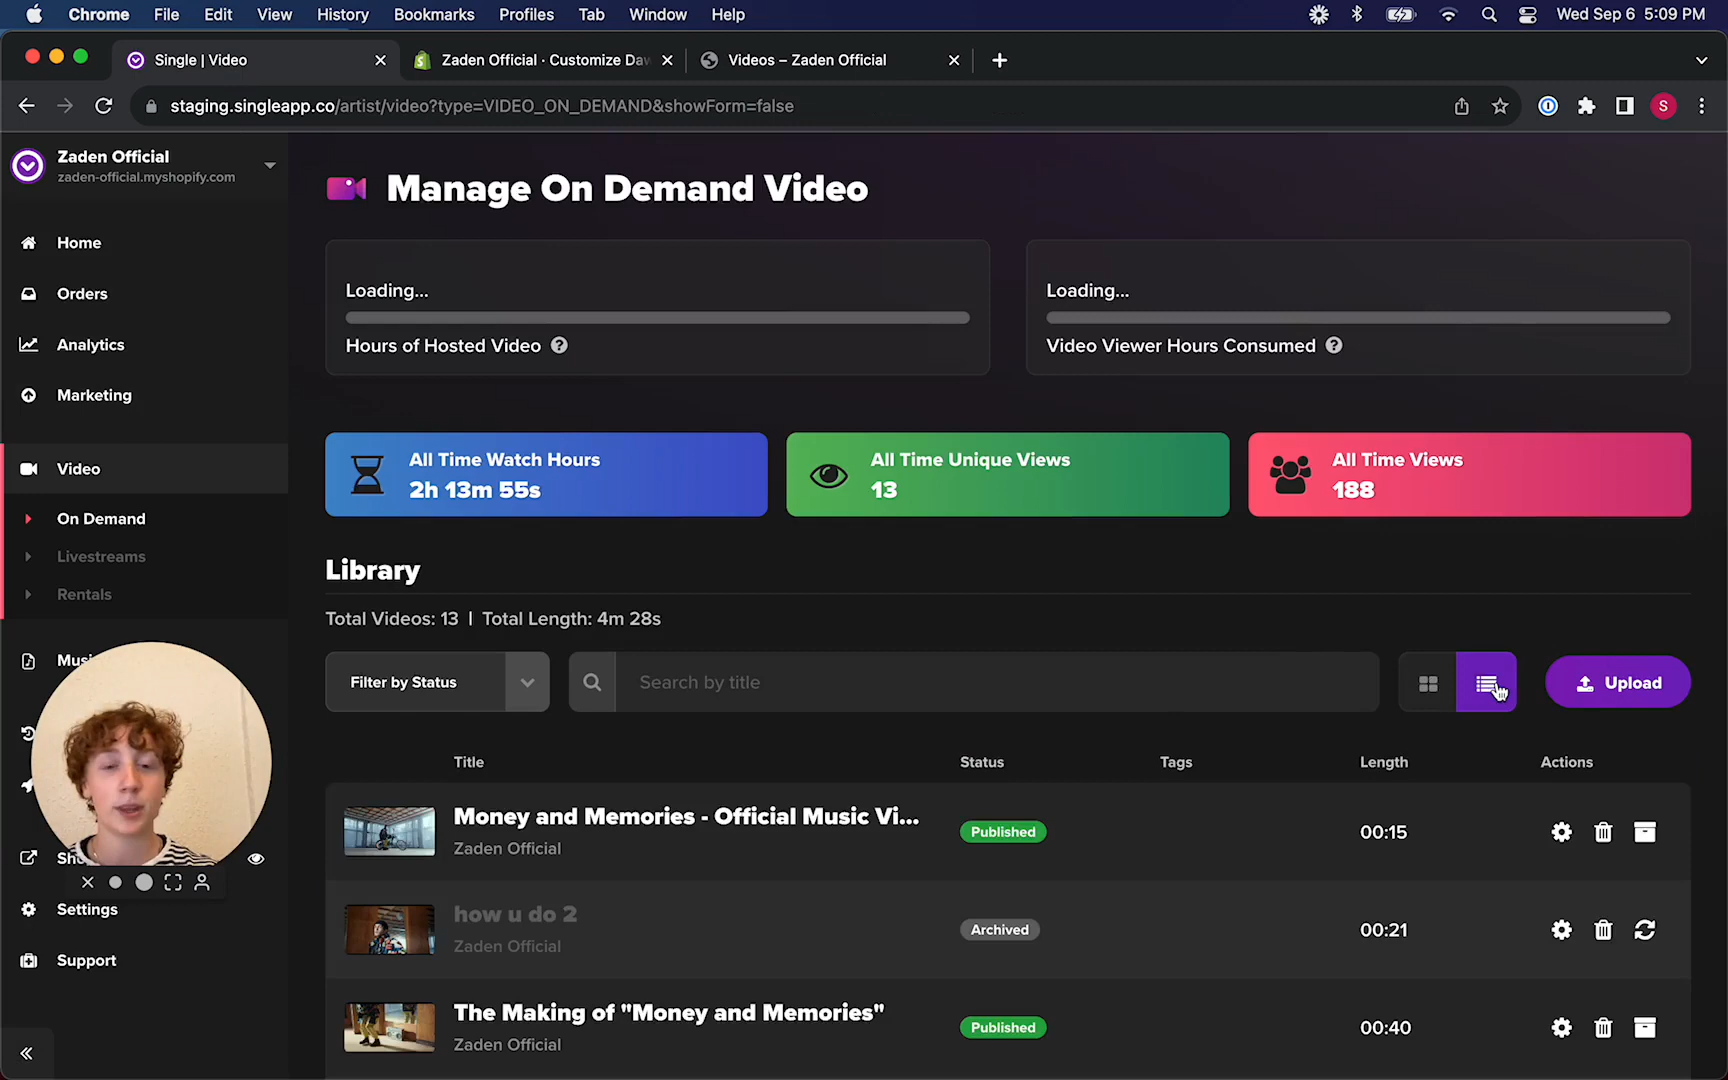 Chrome File Edit View History Bookmarks Profiles Tab Window Help Wed Sep 6 5:09 PM
Single | Video Zaden Official · Customize Daw Videos – Zaden Official
staging.singleapp.co/artist/video?type=VIDEO_ON_DEMAND&showForm=false S
Zaden Official
zaden-official.myshopify.com
Home
Orders
Analytics
Marketing
Video
On Demand
Livestreams
Rentals
Settings
Support
Manage On Demand Video
Loading...
Hours of Hosted Video ?
Loading...
Video Viewer Hours Consumed ?
All Time Watch Hours
2h 13m 55s
All Time Unique Views
13
All Time Views
188
Library
Total Videos: 13 | Total Length: 4m 28s
Filter by Status Search by title Upload
Title Status Tags Length Actions
Money and Memories - Official Music Vi...
Zaden Official
Published 00:15
how u do 2
Zaden Official
Archived 00:21
The Making of "Money and Memories"
Zaden Official
Published 00:40